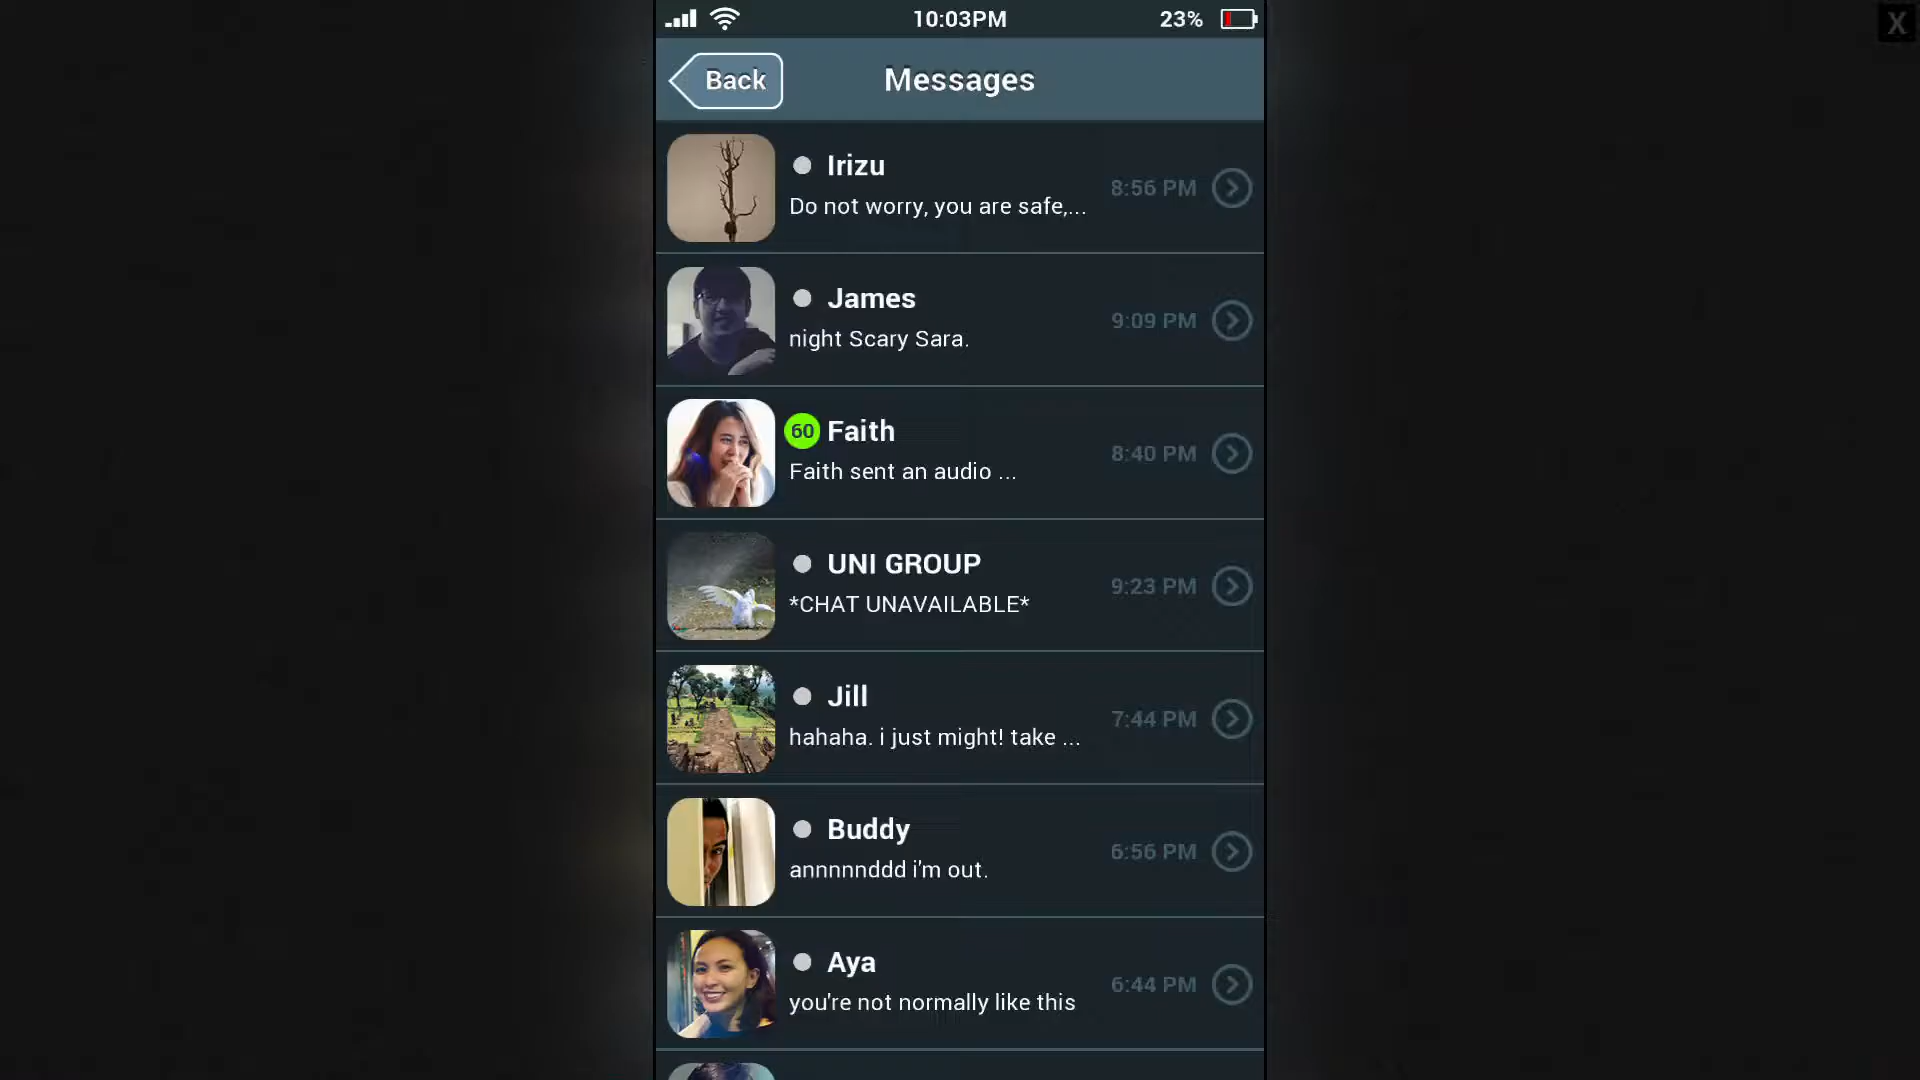 10:03PM 23%
X
Back Messages
Irizu
Do not worry, you are safe,... 8:56 PM
James
night Scary Sara. 9:09 PM
60 Faith
Faith sent an audio ... 8:40 PM
UNI GROUP
*CHAT UNAVAILABLE* 9:23 PM
Jill
hahaha. i just might! take ... 7:44 PM
Buddy
annnnnddd i'm out. 6:56 PM
Aya
you're not normally like this 6:44 PM